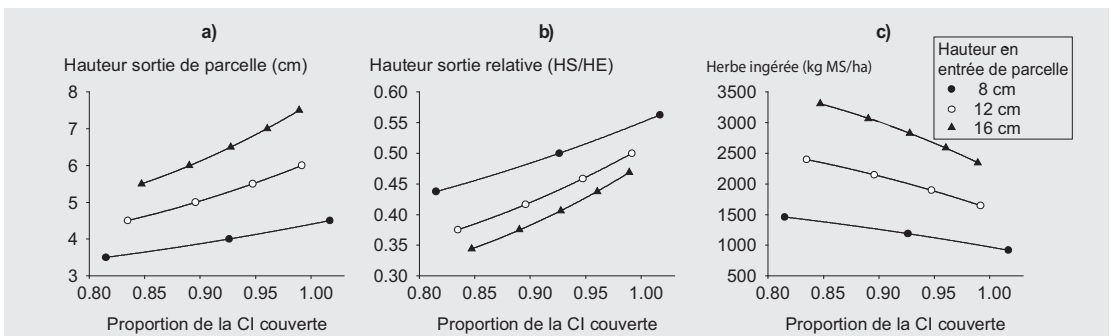 a)
Hauteur sortie de parcelle (cm)
8
7
6
5
4
3
0.80 0.85 0.90 0.95 1.00
Proportion de la CI couverte
b)
Hauteur sortie relative (HS/HE)
0.60
0.55
0.50
0.45
0.40
0.35
0.30
0.80 0.85 0.90 0.95 1.00
Proportion de la CI couverte
c)
Herbe ingérée (kg MS/ha)
3500
3000
2500
2000
1500
1000
500
0.80 0.85 0.90 0.95 1.00
Proportion de la CI couverte
Hauteur en
entrée de parcelle
8 cm
12 cm
16 cm